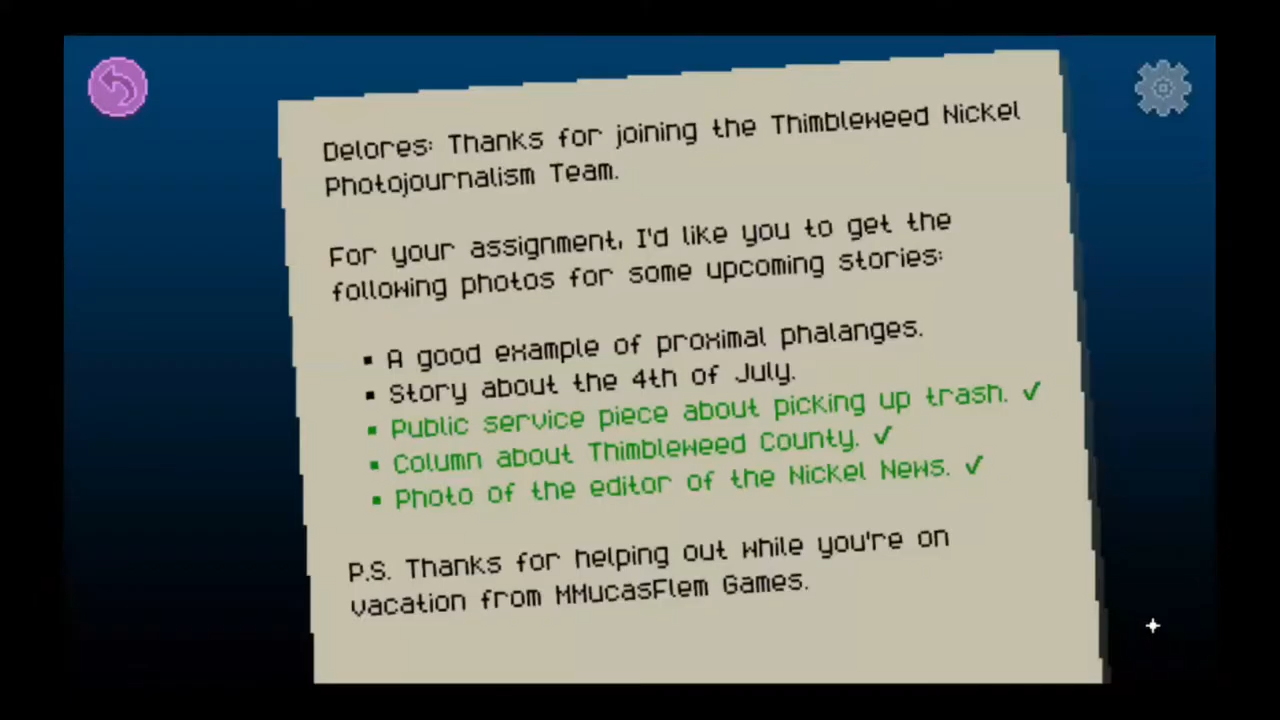 Delores: Thanks for joining the Thimbleweed Nickel
Photojournalism Team.
For your assignment, I'd like you to get the
following photos for some upcoming stories:
▪ A good example of proximal phalanges.
▪ Story about the 4th of July.
▪ Public service piece about picking up trash. ✓
▪ Column about Thimbleweed County. ✓
▪ Photo of the editor of the Nickel News. ✓
P.S. Thanks for helping out while you're on
vacation from MMucasFlem Games.